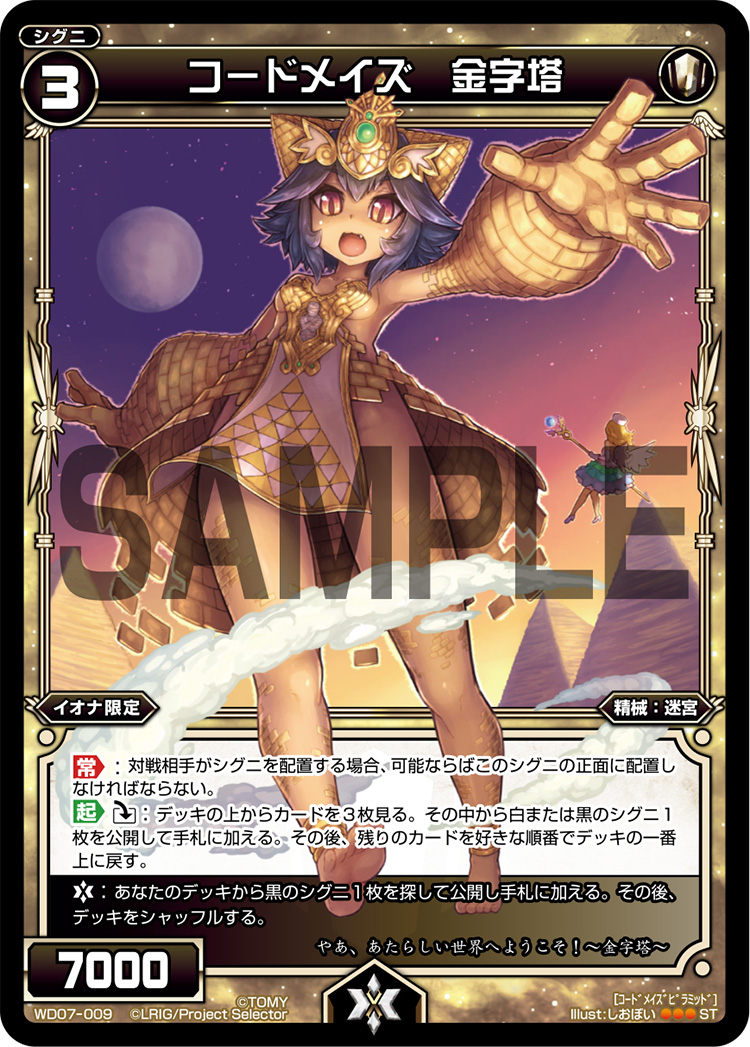 シグニ
3
コードメイズ 金字塔
SAMPLE
イオナ限定
精械：迷宮
常：対戦相手がシグニを配置する場合、可能ならばこのシグニの正面に配置し
なければならない。
起：デッキの上からカードを３枚見る。その中から白または黒のシグニ１
枚を公開して手札に加える。その後、残りのカードを好きな順番でデッキの一番
上に戻す。
：あなたのデッキから黒のシグニ１枚を探して公開し手札に加える。その後、
デッキをシャッフルする。
やあ、あたらしい世界へようこそ！～金字塔～
7000
©TOMY
[コードメイズピラミッド]
WD07-009 ©LRIG/Project Selector
Illust:しおぼい ST